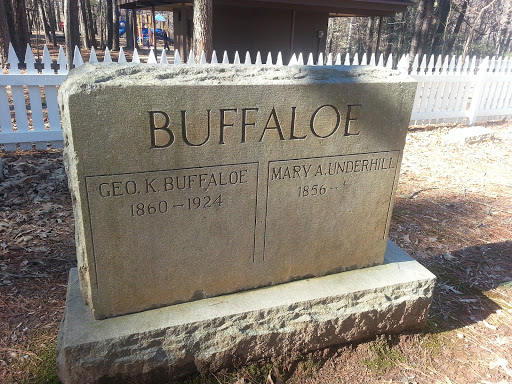 BUFFALOE
GEO. K. BUFFALOE
1860 – 1924
MARY A. UNDERHILL
1856 –